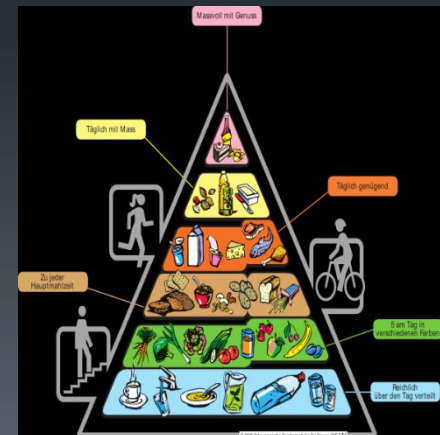 Massvoll mit Genuss
Täglich mit Mass
Täglich genügend
Zu jeder
Hauptmahlzeit
5 am Tag in
verschiedenen Farben
Reichlich
über den Tag verteilt